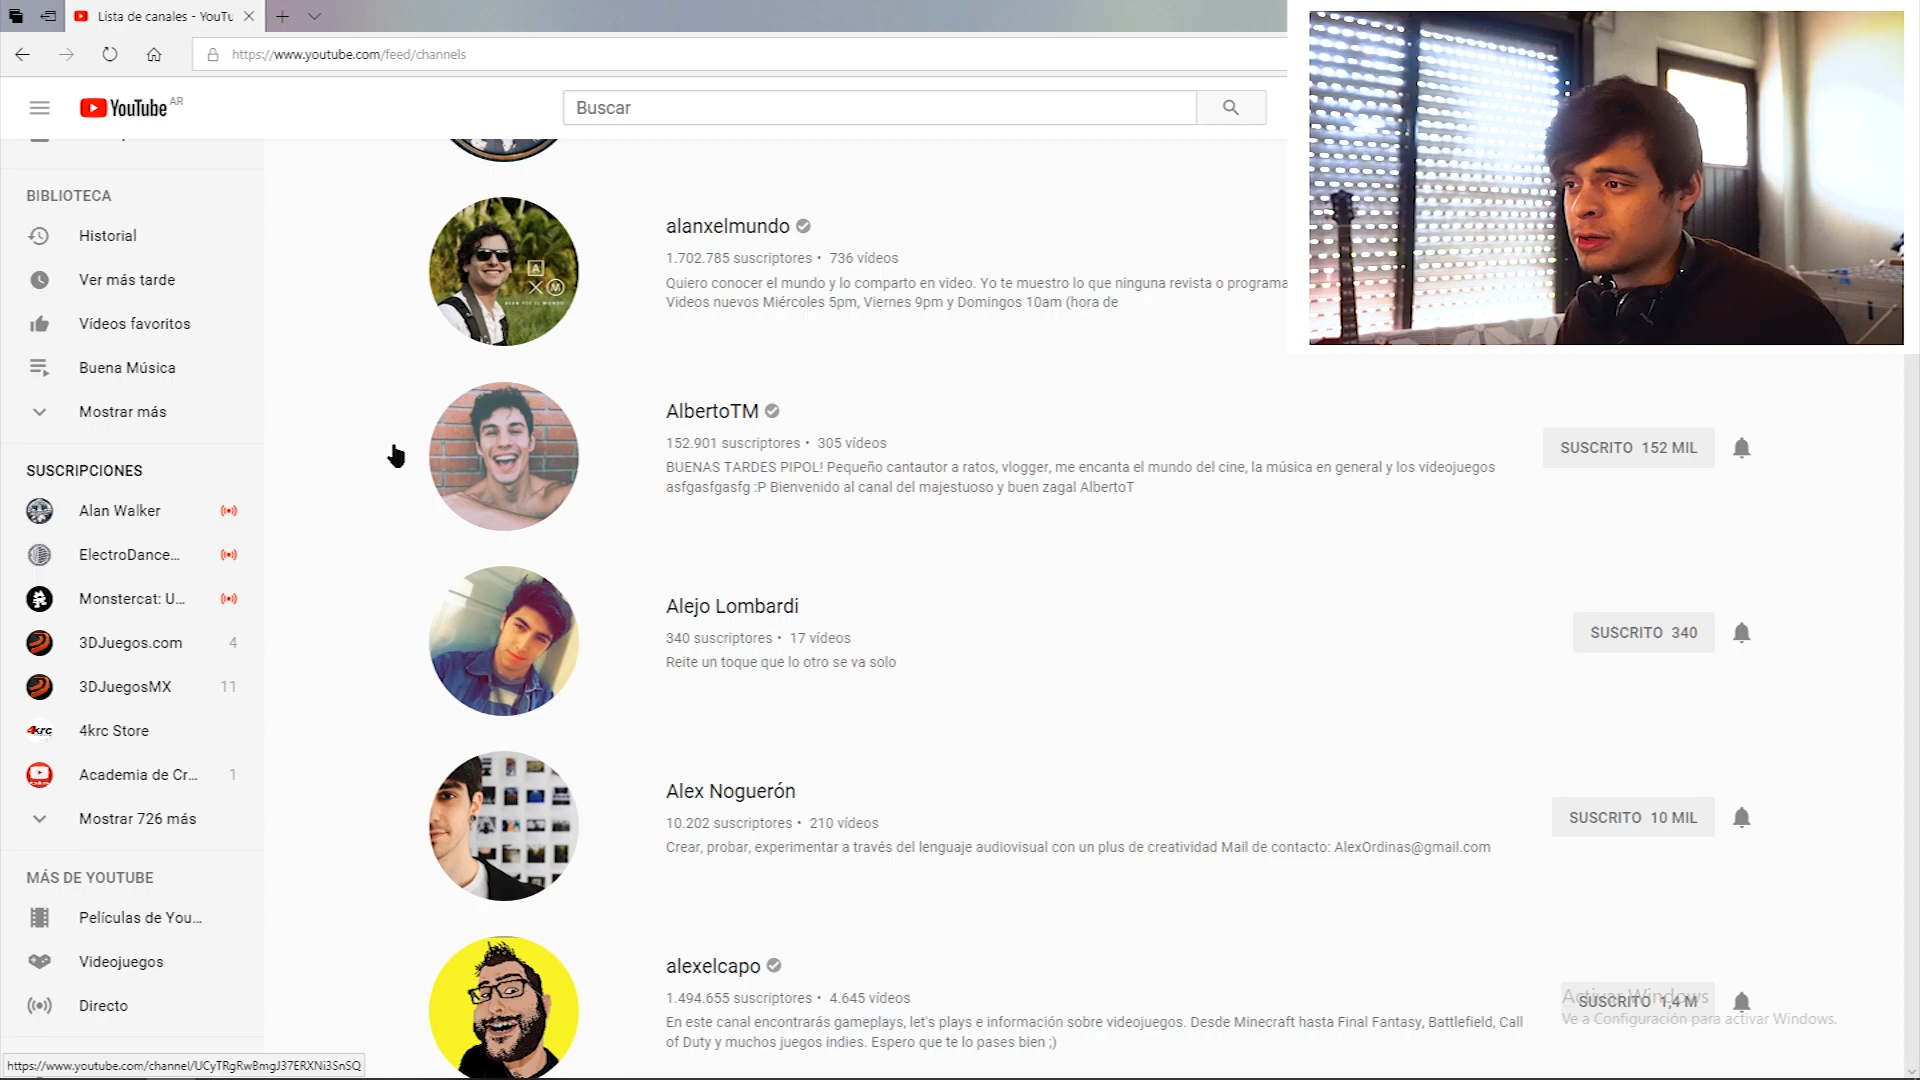 Lista de canales - YouTu
https://www.youtube.com/feed/channels
YouTube AR
Buscar
BIBLIOTECA
Historial
Ver más tarde
Vídeos favoritos
Buena Música
Mostrar más
SUSCRIPCIONES
Alan Walker
ElectroDance...
Monstercat: U...
3DJuegos.com 4
3DJuegosMX 11
4krc Store
Academia de Cr... 1
Mostrar 726 más
MÁS DE YOUTUBE
Películas de You...
Videojuegos
Directo
https://www.youtube.com/channel/UCyTRgRwBmgJ37ERXNi3SnSQ
alanxelmundo
1.702.785 suscriptores • 736 vídeos
Quiero conocer el mundo y lo comparto en video. Yo te muestro lo que ninguna revista o programa
Videos nuevos Miércoles 5pm, Viernes 9pm y Domingos 10am (hora de
AlbertoTM
152.901 suscriptores • 305 vídeos
BUENAS TARDES PIPOL! Pequeño cantautor a ratos, vlogger, me encanta el mundo del cine, la música en general y los videojuegos
asfgasfgasfg :P Bienvenido al canal del majestuoso y buen zagal AlbertoT
SUSCRITO 152 MIL
Alejo Lombardi
340 suscriptores • 17 vídeos
Reite un toque que lo otro se va solo
SUSCRITO 340
Alex Noguerón
10.202 suscriptores • 210 vídeos
Crear, probar, experimentar a través del lenguaje audiovisual con un plus de creatividad Mail de contacto: AlexOrdinas@gmail.com
SUSCRITO 10 MIL
alexelcapo
1.494.655 suscriptores • 4.645 vídeos
En este canal encontrarás gameplays, let's plays e información sobre videojuegos. Desde Minecraft hasta Final Fantasy, Battlefield, Call
of Duty y muchos juegos indies. Espero que te lo pases bien ;)
SUSCRITO 1,4 M
Activar Windows
Ve a Configuración para activar Windows.